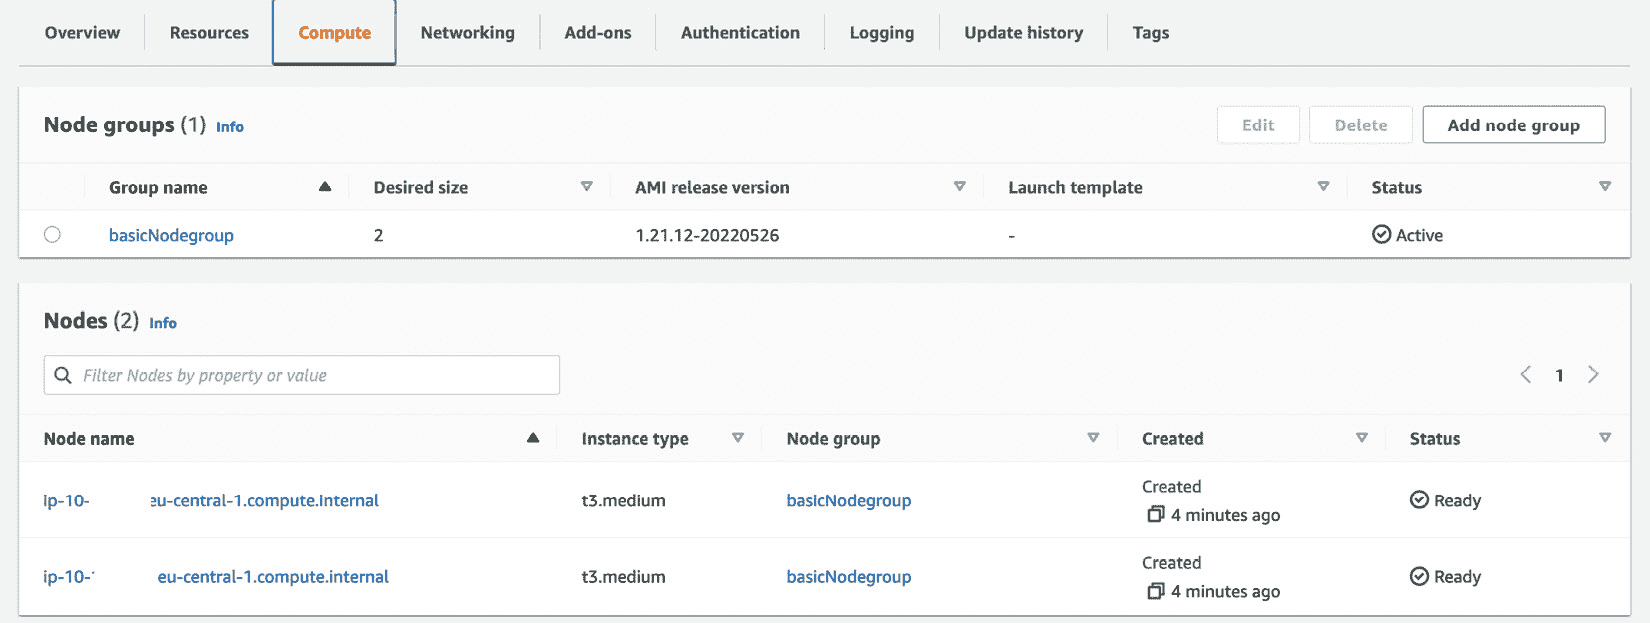 Overview Resources Compute Networking Add-ons Authentication Logging Update history Tags
Node groups (1) Info Edit Delete Add node group
Group name Desired size AMI release version Launch template Status
basicNodegroup 2 1.21.12-20220526 - Active
Nodes (2) Info
Filter Nodes by property or value 1
Node name Instance type Node group Created Status
ip-10- eu-central-1.compute.internal t3.medium basicNodegroup Created 4 minutes ago Ready
ip-10- eu-central-1.compute.internal t3.medium basicNodegroup Created 4 minutes ago Ready